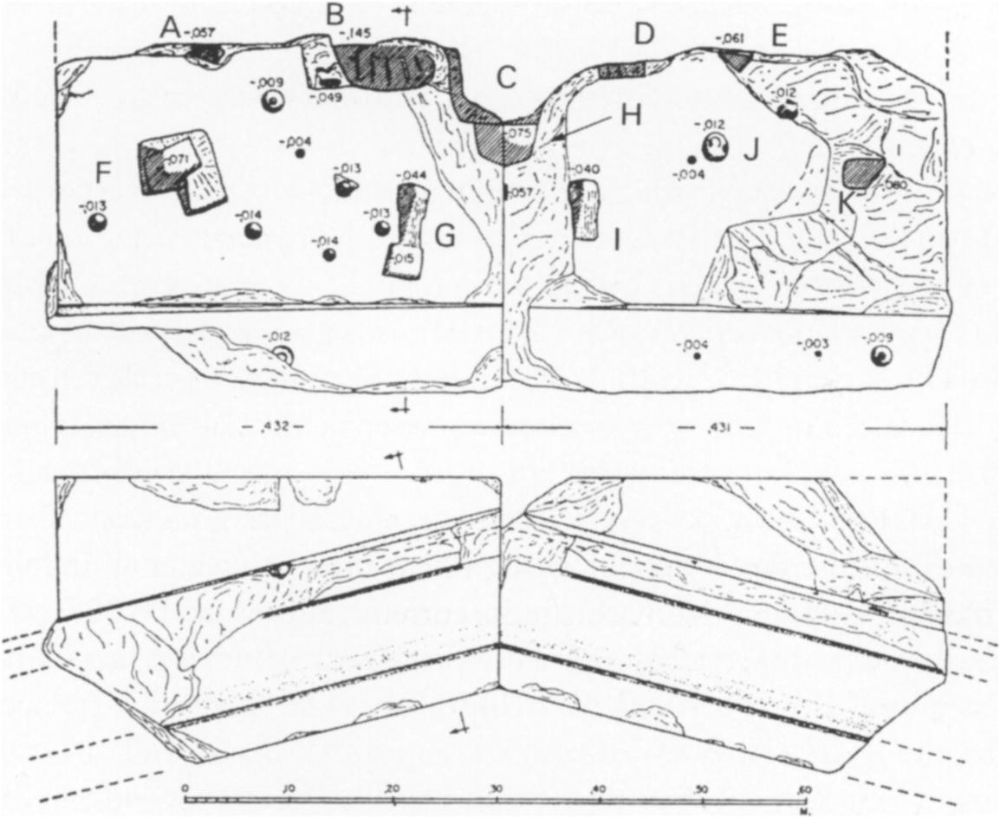 A -,057 B -,145 D -,061 E
C
-,009 -,049 ,012
-,075 H
-,004 -,012 J
F -,071 -,004
-,013 -,044 -,057 -,040 -,080
K
-,013 -,014 -,013 G I
-,014 -,015
-,012 -,004 -,003 -,009
,432 ,431
0 ,10 ,20 ,30 ,40 ,50 ,60
M.